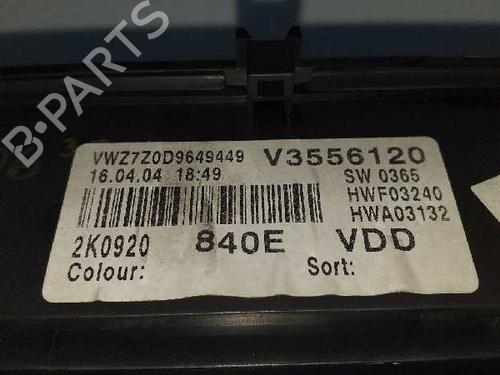 VWZ7Z0D9649449 V3556120
16.04.04 18:49 SW 0365
HWF03240
HWA03132
2K0920 840E VDD
Colour: Sort:
B-PARTS